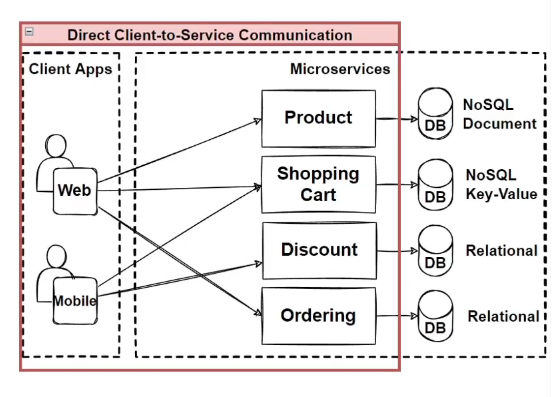 Direct Client-to-Service Communication
Client Apps
Microservices
Web
Mobile
Product
Shopping
Cart
Discount
Ordering
DB
NoSQL
Document
DB
NoSQL
Key-Value
DB
Relational
DB
Relational